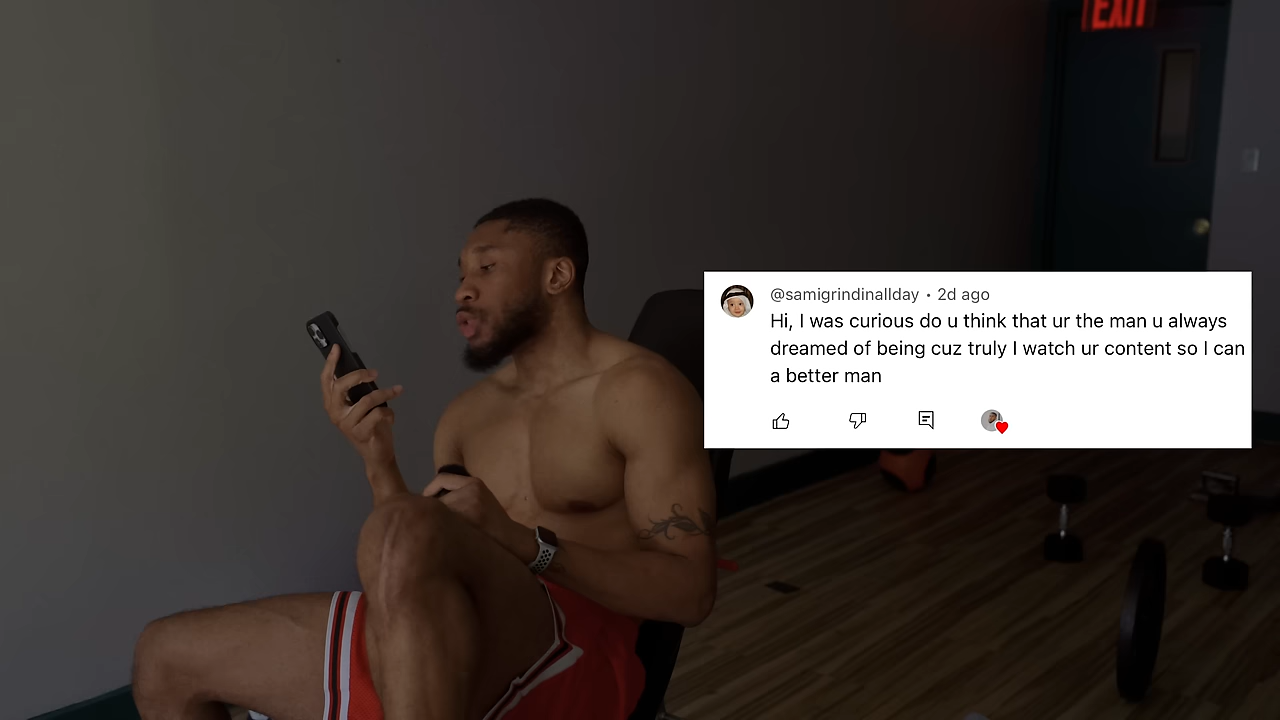 EXIT
@samigrindinallday • 2d ago
Hi, I was curious do u think that ur the man u always
dreamed of being cuz truly I watch ur content so I can
a better man